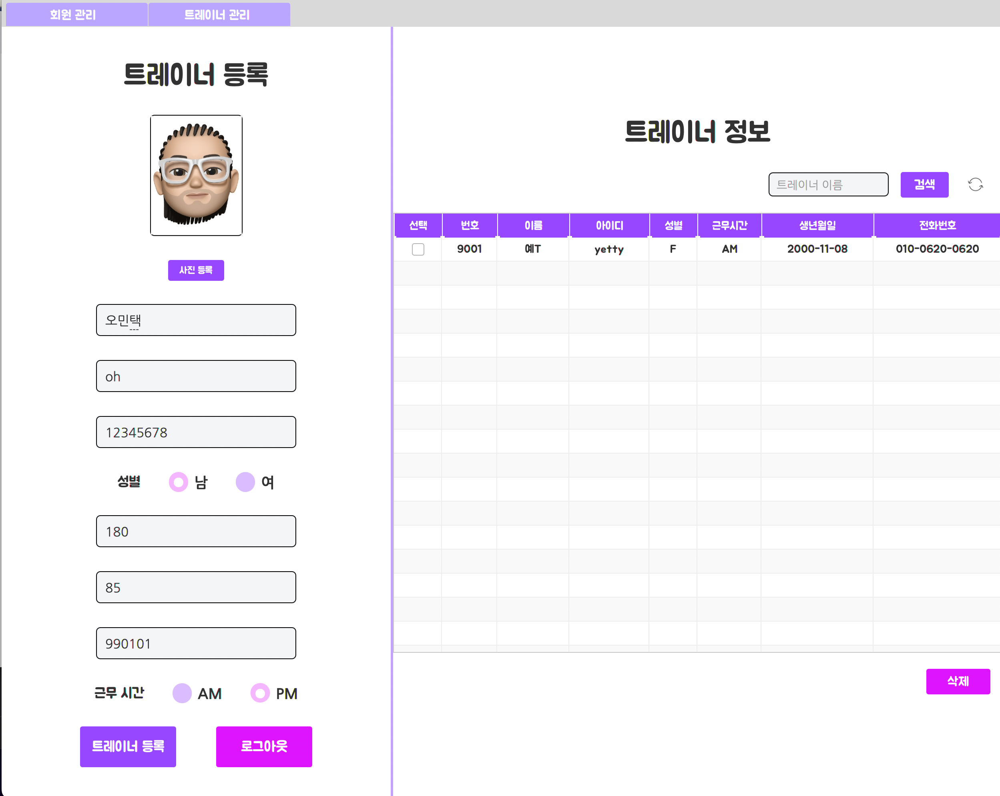 회원 관리 트레이너 관리
트레이너 등록
사진 등록
오민택
oh
12345678
성별 남 여
180
85
990101
근무 시간 AM PM
트레이너 등록 로그아웃
트레이너 정보
트레이너 이름 검색
선택 번호 이름 아이디 성별 근무시간 생년월일 전화번호
9001 예T yetty F AM 2000-11-08 010-0620-0620
삭제